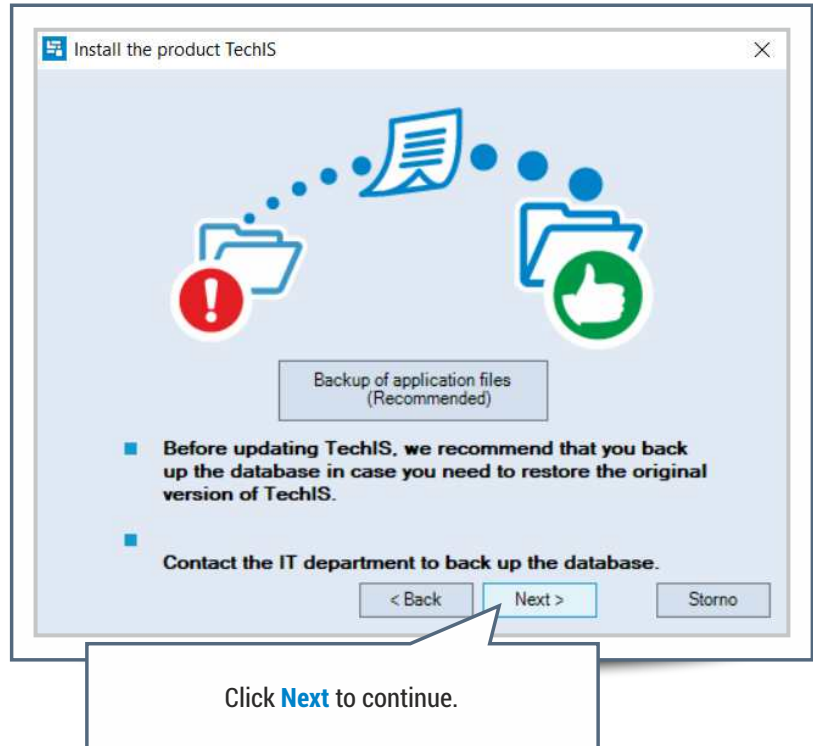 Install the product TechIS
Backup of application files
(Recommended)
Before updating TechIS, we recommend that you back
up the database in case you need to restore the original
version of TechIS.
Contact the IT department to back up the database.
< Back
Next >
Storno
Click Next to continue.